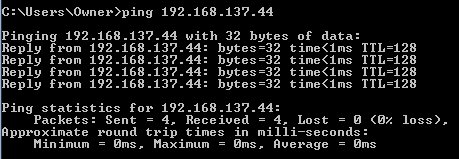 C:\Users\Owner>ping 192.168.137.44
Pinging 192.168.137.44 with 32 bytes of data:
Reply from 192.168.137.44: bytes=32 time<1ms TTL=128
Reply from 192.168.137.44: bytes=32 time<1ms TTL=128
Reply from 192.168.137.44: bytes=32 time<1ms TTL=128
Reply from 192.168.137.44: bytes=32 time<1ms TTL=128
Ping statistics for 192.168.137.44:
Packets: Sent = 4, Received = 4, Lost = 0 (0% loss),
Approximate round trip times in milli-seconds:
Minimum = 0ms, Maximum = 0ms, Average = 0ms